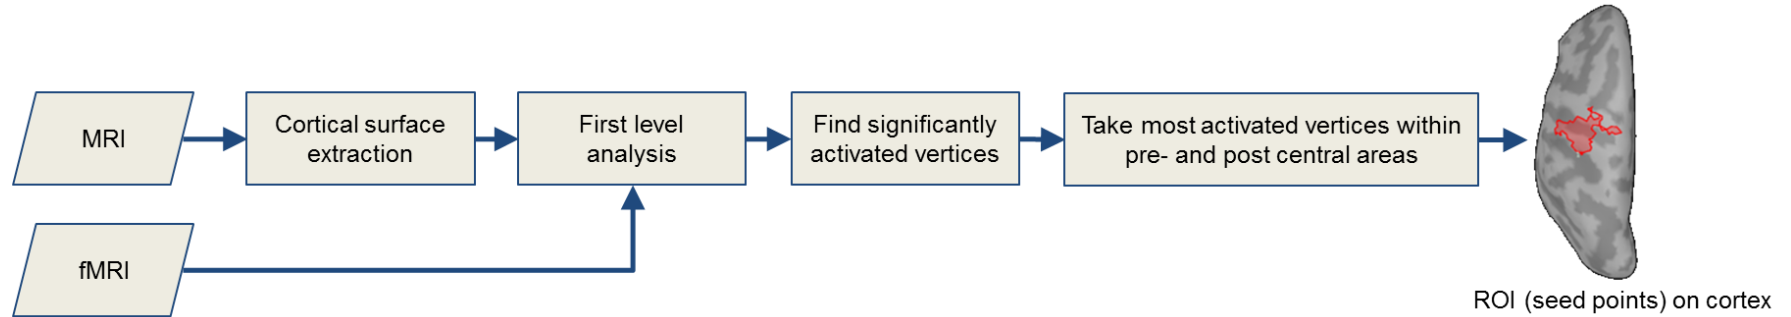 MRI
Cortical surface
extraction
First level
analysis
Find significantly
activated vertices
Take most activated vertices within
pre- and post central areas
fMRI
ROI (seed points) on cortex